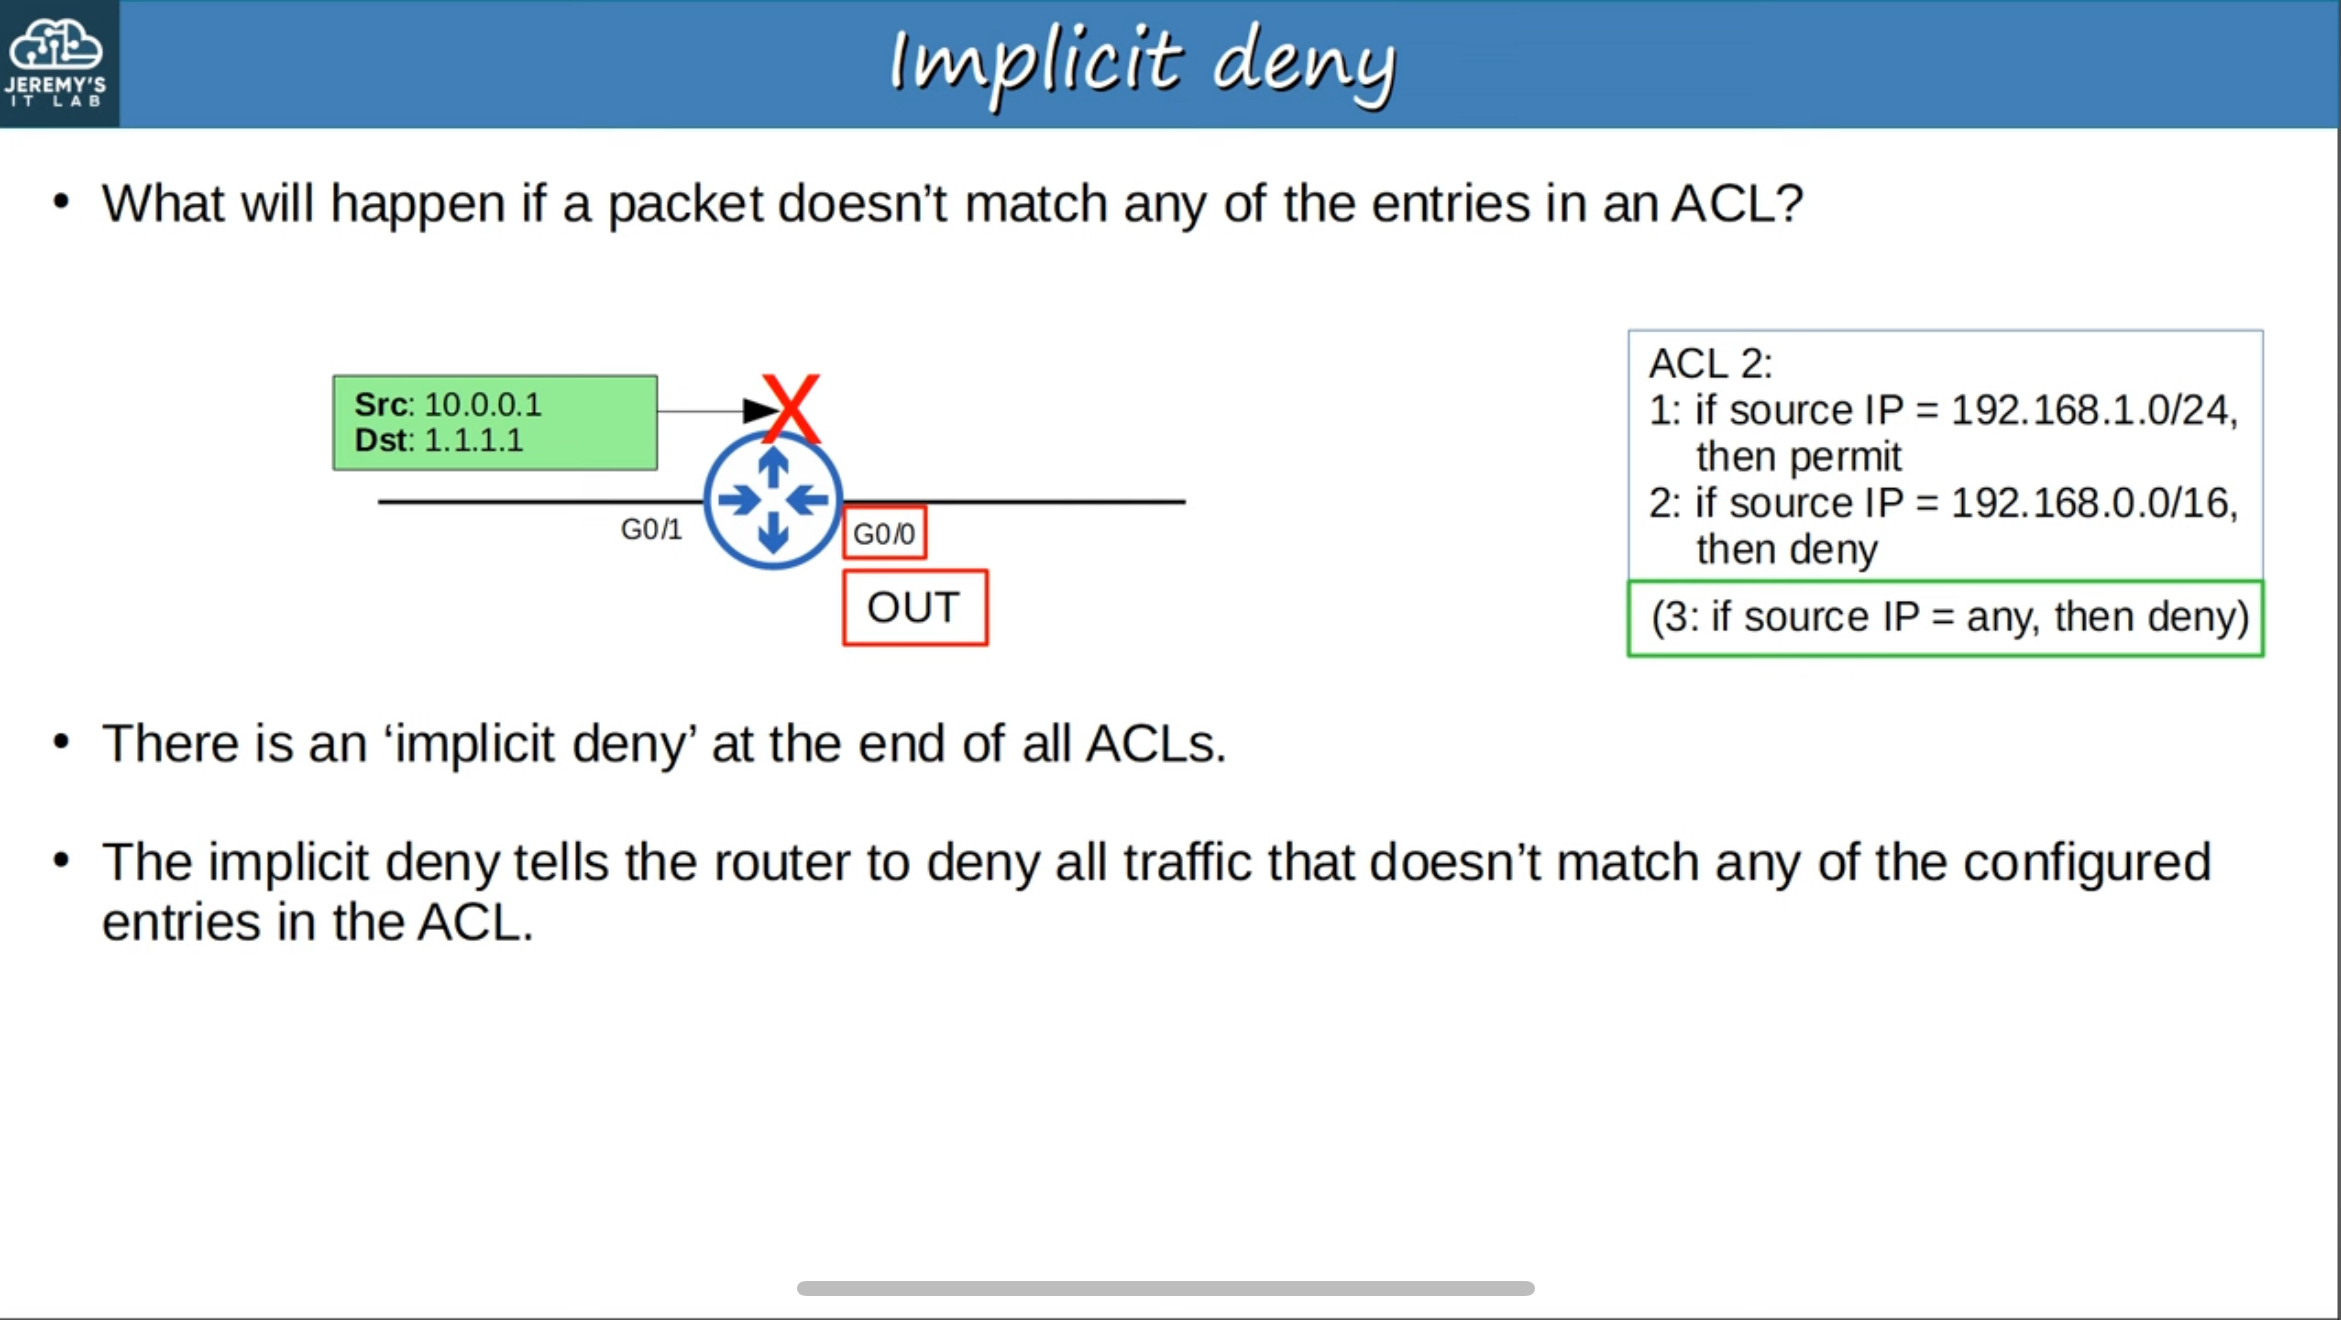 JEREMY'S
IT LAB
Implicit deny
• What will happen if a packet doesn’t match any of the entries in an ACL?
Src: 10.0.0.1
Dst: 1.1.1.1
G0/1
G0/0
OUT
ACL 2:
1: if source IP = 192.168.1.0/24,
then permit
2: if source IP = 192.168.0.0/16,
then deny
(3: if source IP = any, then deny)
• There is an ‘implicit deny’ at the end of all ACLs.
• The implicit deny tells the router to deny all traffic that doesn’t match any of the configured
entries in the ACL.